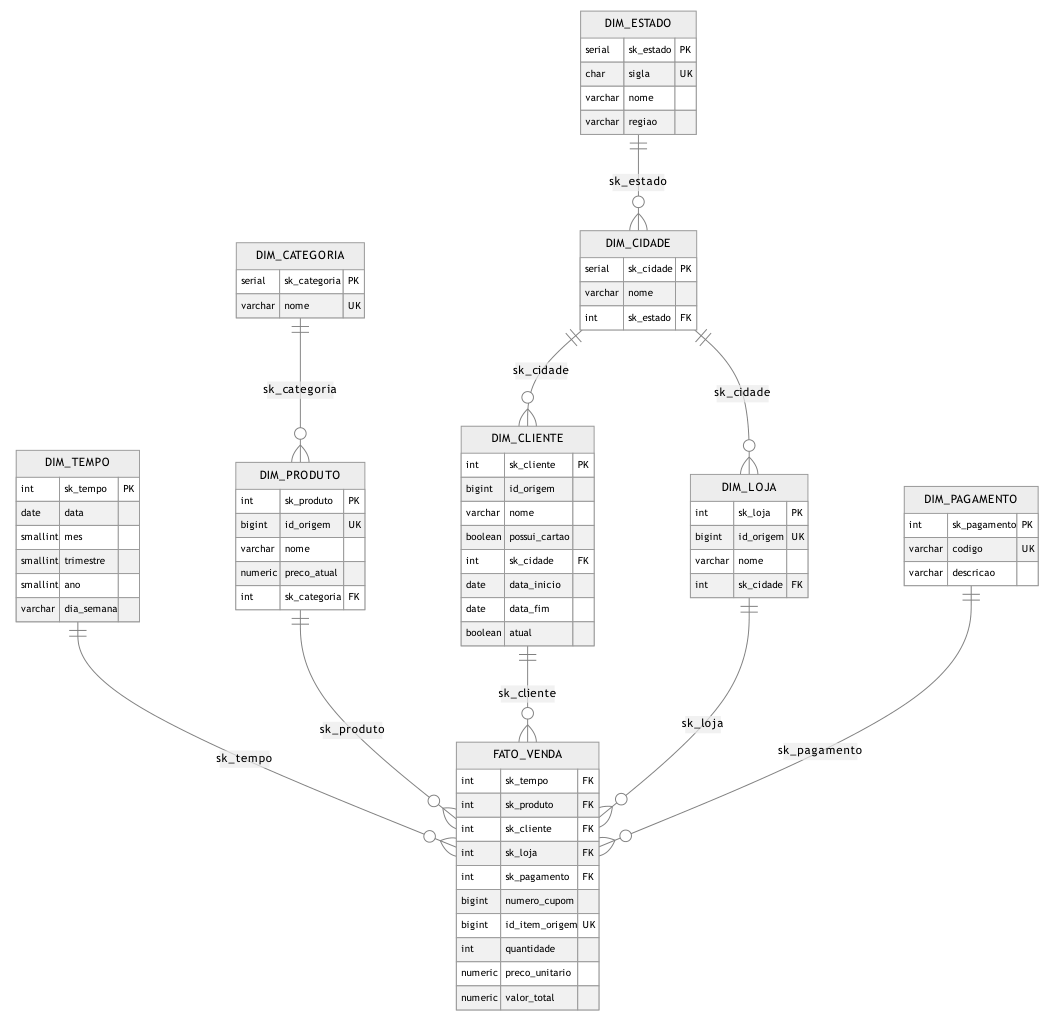 DIM_ESTADO
serial sk_estado PK
char sigla UK
varchar nome
varchar regiao
sk_estado
DIM_CIDADE
serial sk_cidade PK
varchar nome
int sk_estado FK
DIM_CATEGORIA
serial sk_categoria PK
varchar nome UK
sk_categoria
sk_cidade
sk_cidade
DIM_TEMPO
int sk_tempo PK
date data
smallint mes
smallint trimestre
smallint ano
varchar dia_semana
DIM_PRODUTO
int sk_produto PK
bigint id_origem UK
varchar nome
numeric preco_atual
int sk_categoria FK
DIM_CLIENTE
int sk_cliente PK
bigint id_origem
varchar nome
boolean possui_cartao
int sk_cidade FK
date data_inicio
date data_fim
boolean atual
DIM_LOJA
int sk_loja PK
bigint id_origem UK
varchar nome
int sk_cidade FK
DIM_PAGAMENTO
int sk_pagamento PK
varchar codigo UK
varchar descricao
sk_tempo
sk_produto
sk_cliente
sk_loja
sk_pagamento
FATO_VENDA
int sk_tempo FK
int sk_produto FK
int sk_cliente FK
int sk_loja FK
int sk_pagamento FK
bigint numero_cupom
bigint id_item_origem UK
int quantidade
numeric preco_unitario
numeric valor_total